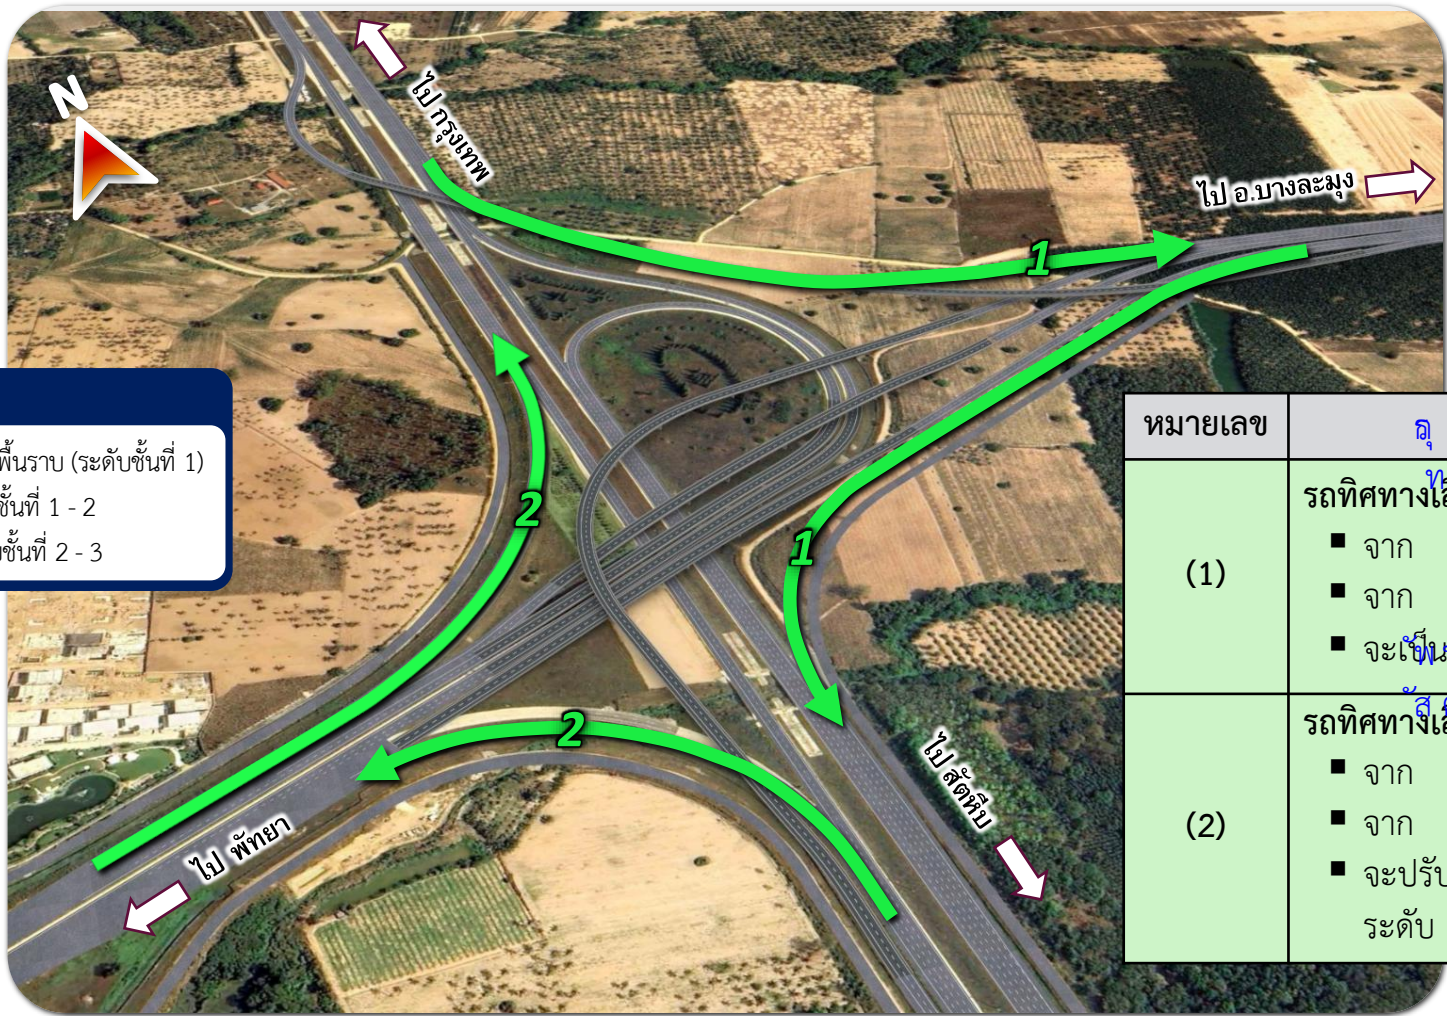 N
ไป กรุงเทพ
ไป อ.บางละมุง
1
พื้นราบ (ระดับชั้นที่ 1)
ชั้นที่ 1 - 2
ชั้นที่ 2 - 3
2
1
2
ไป พัทยา
ไป สัตหีบ
หมายเลข
(1)
รถทิศทาง
■ จาก
■ จาก
(2)
รถทิศทาง
■ จาก
■ จาก
■ จะปรับ
ระดับ